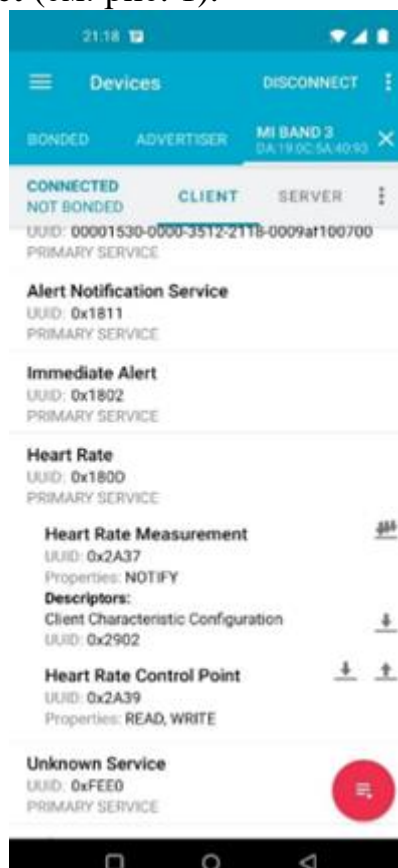 21:18
Devices
DISCONNECT
BONDED
ADVERTISER
MI BAND 3
DA:19:0C:5A:40:93
CONNECTED
NOT BONDED
CLIENT
SERVER
UUID: 00001530-0000-3512-2118-0009af100700
PRIMARY SERVICE
Alert Notification Service
UUID: 0x1811
PRIMARY SERVICE
Immediate Alert
UUID: 0x1802
PRIMARY SERVICE
Heart Rate
UUID: 0x180D
PRIMARY SERVICE
Heart Rate Measurement
UUID: 0x2A37
Properties: NOTIFY
Descriptors:
Client Characteristic Configuration
UUID: 0x2902
Heart Rate Control Point
UUID: 0x2A39
Properties: READ, WRITE
Unknown Service
UUID: 0xFEE0
PRIMARY SERVICE